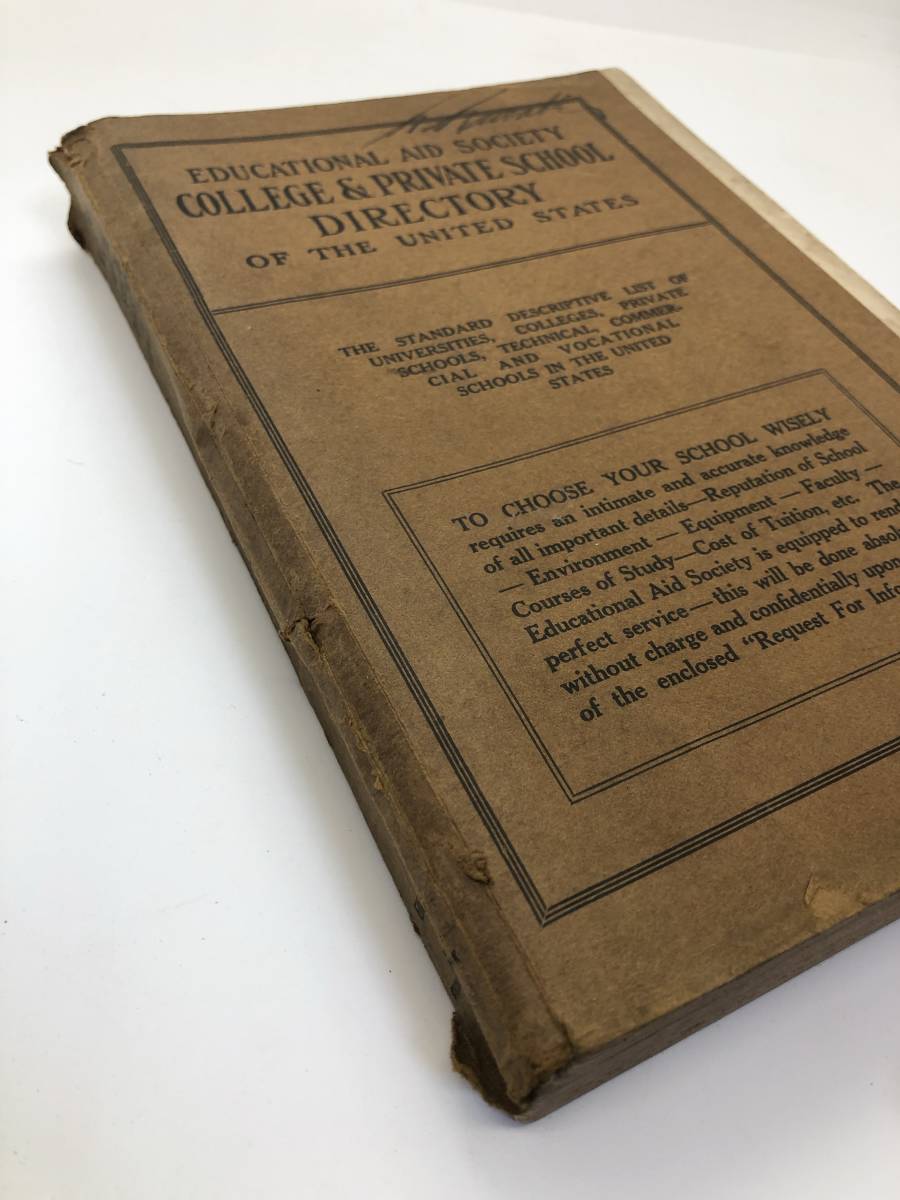 EDUCATIONAL AID SOCIETY
COLLEGE & PRIVATE SCHOOL
DIRECTORY
OF THE UNITED STATES
THE STANDARD DESCRIPTIVE LIST OF
UNIVERSITIES, COLLEGES, PRIVATE
SCHOOLS, TECHNICAL, COMMER-
CIAL AND VOCATIONAL
SCHOOLS IN THE UNITED
STATES
TO CHOOSE YOUR SCHOOL WISELY
requires an intimate and accurate knowledge
of all important details—Reputation of School
— Environment — Equipment — Faculty —
Courses of Study—Cost of Tuition, etc. The
Educational Aid Society is equipped to rend
perfect service—this will be done absol
without charge and confidentially upon
of the enclosed "Request For Info